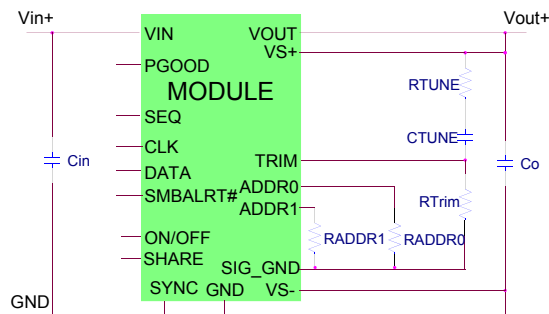 Vin+
Vout+
VIN
VOUT
VS+
PGOOD
RTUNE
MODULE
SEQ
CTUNE
CLK
Cin
TRIM
Co
DATA
ADDR0
SMBALRT#
RTrim
ADDR1
ON/OFF
RADDR1
RADDR0
SHARE
SIG_GND
SYNC
GND
VS-
GND